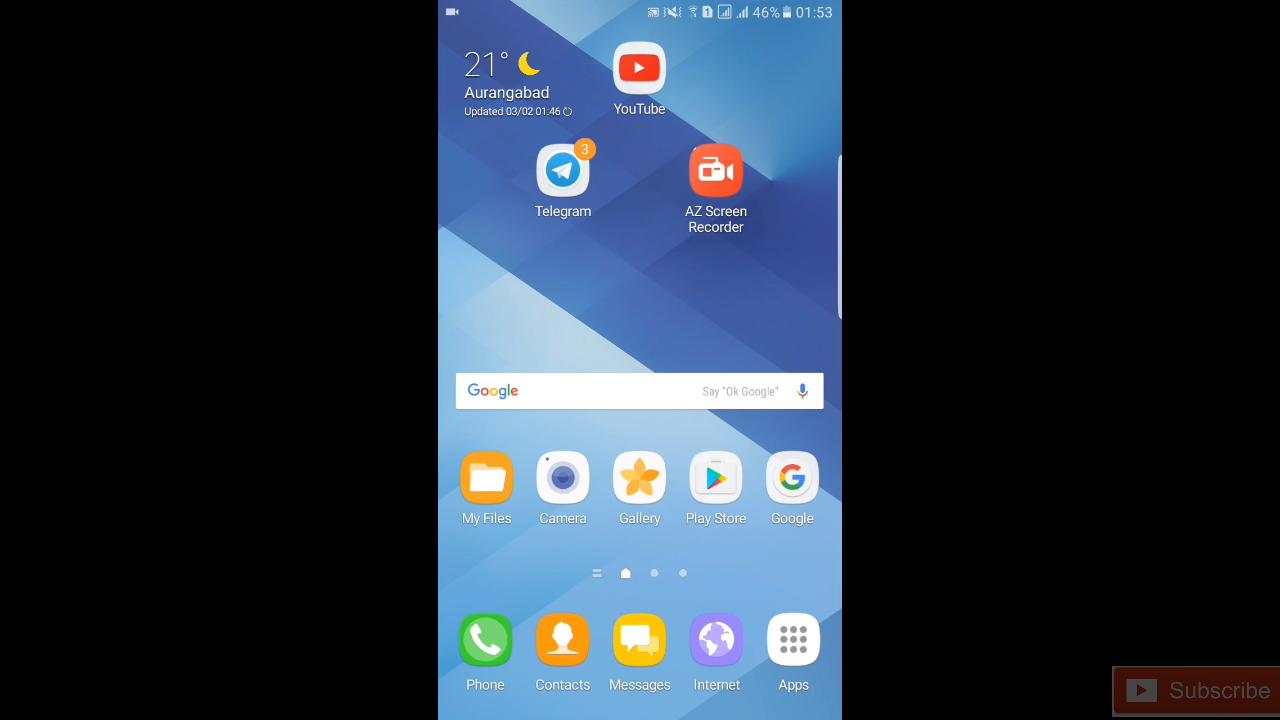 1 46% 01:53
21°
Aurangabad
Updated 03/02 01:46
YouTube
3
Telegram
AZ Screen
Recorder
Google Say "Ok Google"
My Files Camera Gallery Play Store Google
Phone Contacts Messages Internet Apps
Subscribe